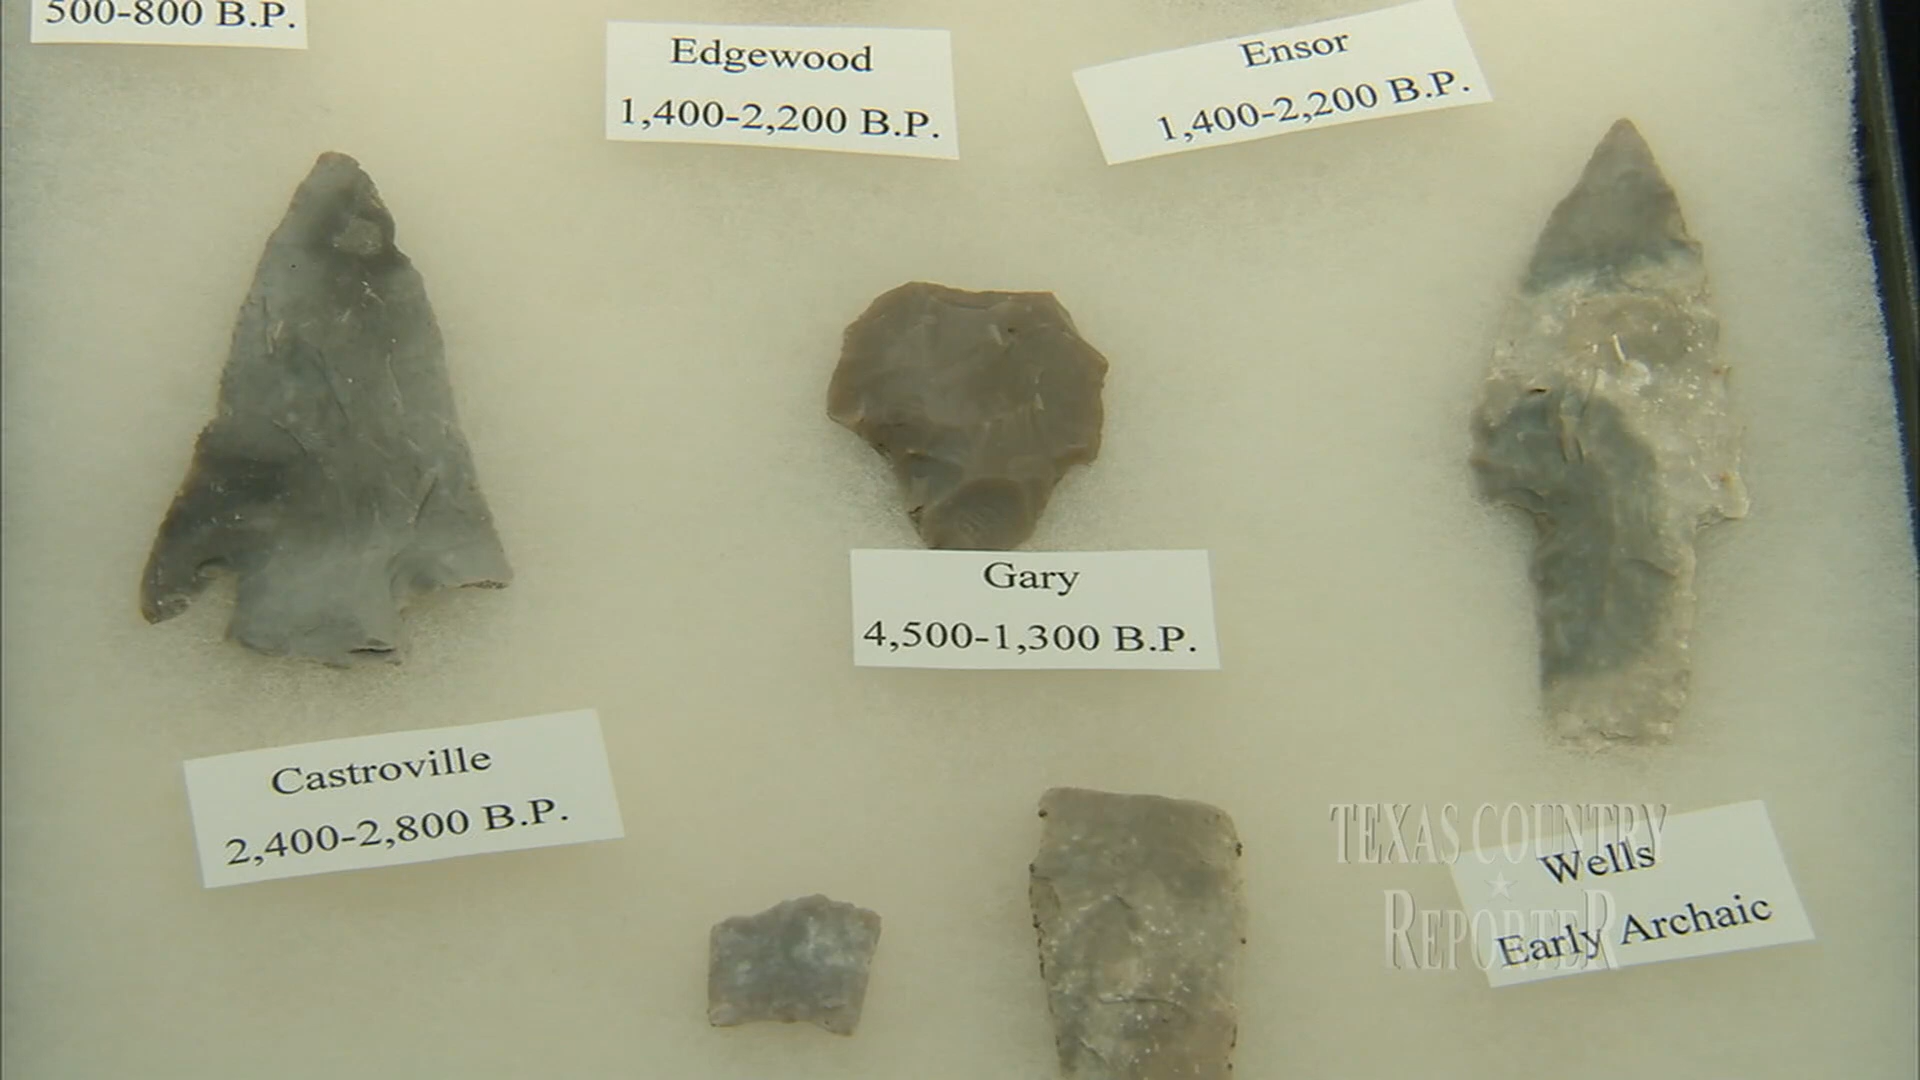 500-800 B.P.
Edgewood
1,400-2,200 B.P.
Ensor
1,400-2,200 B.P.
Gary
4,500-1,300 B.P.
Castroville
2,400-2,800 B.P.
Wells
Early Archaic
TEXAS COUNTRY
REPORTER